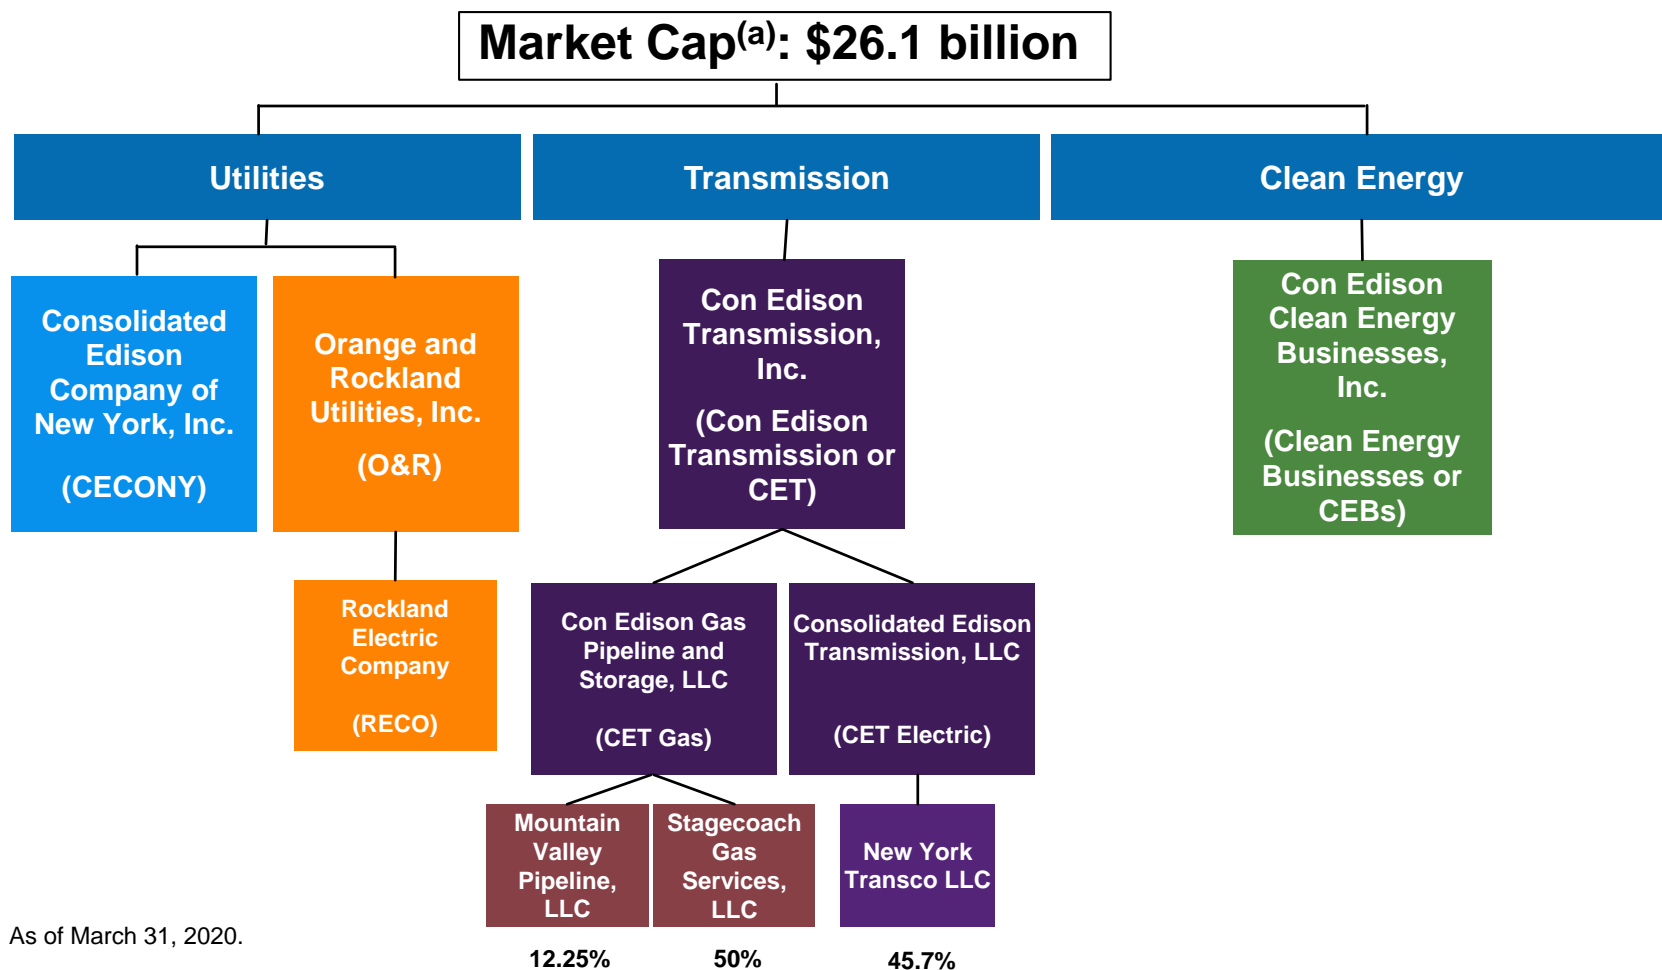 Market Cap(a): $26.1 billion
Utilities
Transmission
Clean Energy
Consolidated
Edison
Company of
New York, Inc.
(CECONY)
Orange and
Rockland
Utilities, Inc.
(O&R)
Con Edison
Transmission,
Inc.
(Con Edison
Transmission or
CET)
Con Edison
Clean Energy
Businesses,
Inc.
(Clean Energy
Businesses or
CEBs)
Rockland
Electric
Company
(RECO)
Con Edison Gas
Pipeline and
Storage, LLC
(CET Gas)
Consolidated Edison
Transmission, LLC
(CET Electric)
Mountain
Valley
Pipeline,
LLC
Stagecoach
Gas
Services,
LLC
New York
Transco LLC
12.25%
50%
45.7%
As of March 31, 2020.